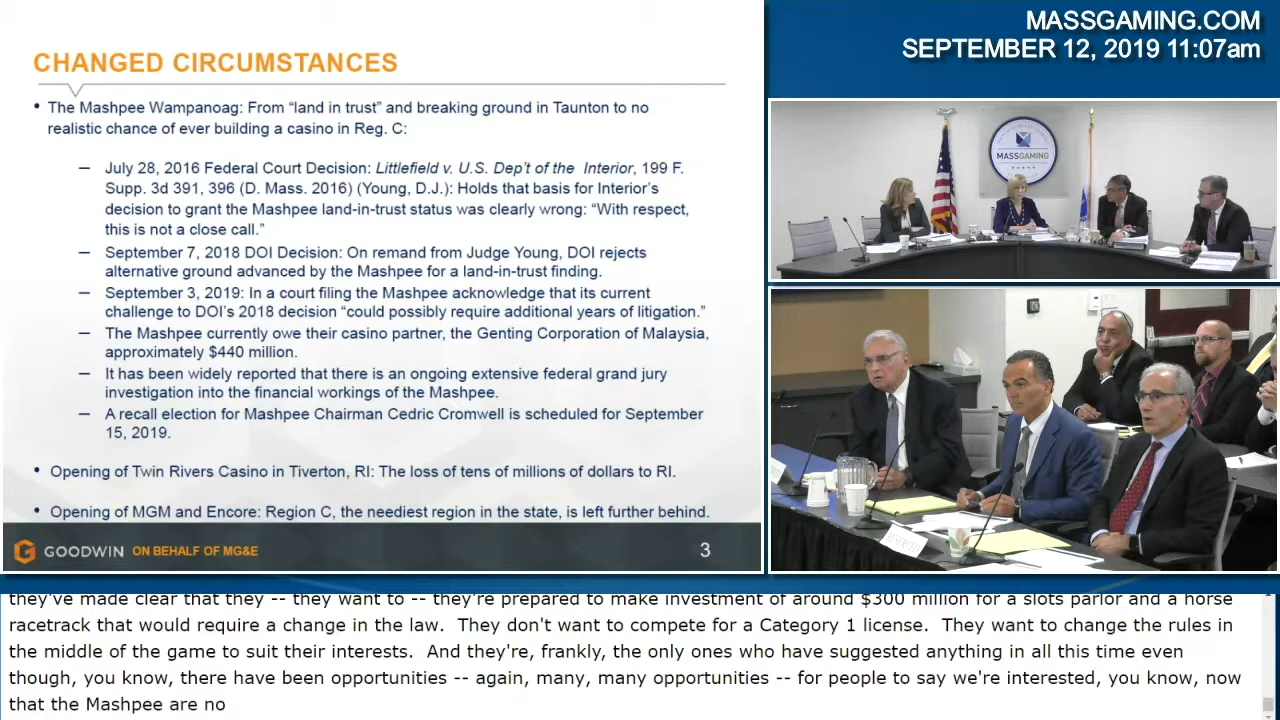 MASSGAMING.COM
SEPTEMBER 12, 2019 11:07am
CHANGED CIRCUMSTANCES
• The Mashpee Wampanoag: From “land in trust” and breaking ground in Taunton to no
realistic chance of ever building a casino in Reg. C:
– July 28, 2016 Federal Court Decision: Littlefield v. U.S. Dep’t of the Interior, 199 F.
Supp. 3d 391, 396 (D. Mass. 2016) (Young, D.J.): Holds that basis for Interior’s
decision to grant the Mashpee land-in-trust status was clearly wrong: “With respect,
this is not a close call.”
– September 7, 2018 DOI Decision: On remand from Judge Young, DOI rejects
alternative ground advanced by the Mashpee for a land-in-trust finding.
– September 3, 2019: In a court filing the Mashpee acknowledge that its current
challenge to DOI’s 2018 decision “could possibly require additional years of litigation.”
– The Mashpee currently owe their casino partner, the Genting Corporation of Malaysia,
approximately $440 million.
– It has been widely reported that there is an ongoing extensive federal grand jury
investigation into the financial workings of the Mashpee.
– A recall election for Mashpee Chairman Cedric Cromwell is scheduled for September
15, 2019.
• Opening of Twin Rivers Casino in Tiverton, RI: The loss of tens of millions of dollars to RI.
• Opening of MGM and Encore: Region C, the neediest region in the state, is left further behind.
GOODWIN ON BEHALF OF MG&E
3
MASSGAMING
they've made clear that they -- they want to -- they're prepared to make investment of around $300 million for a slots parlor and a horse
racetrack that would require a change in the law. They don't want to compete for a Category 1 license. They want to change the rules in
the middle of the game to suit their interests. And they're, frankly, the only ones who have suggested anything in all this time even
though, you know, there have been opportunities -- again, many, many opportunities -- for people to say we're interested, you know, now
that the Mashpee are no